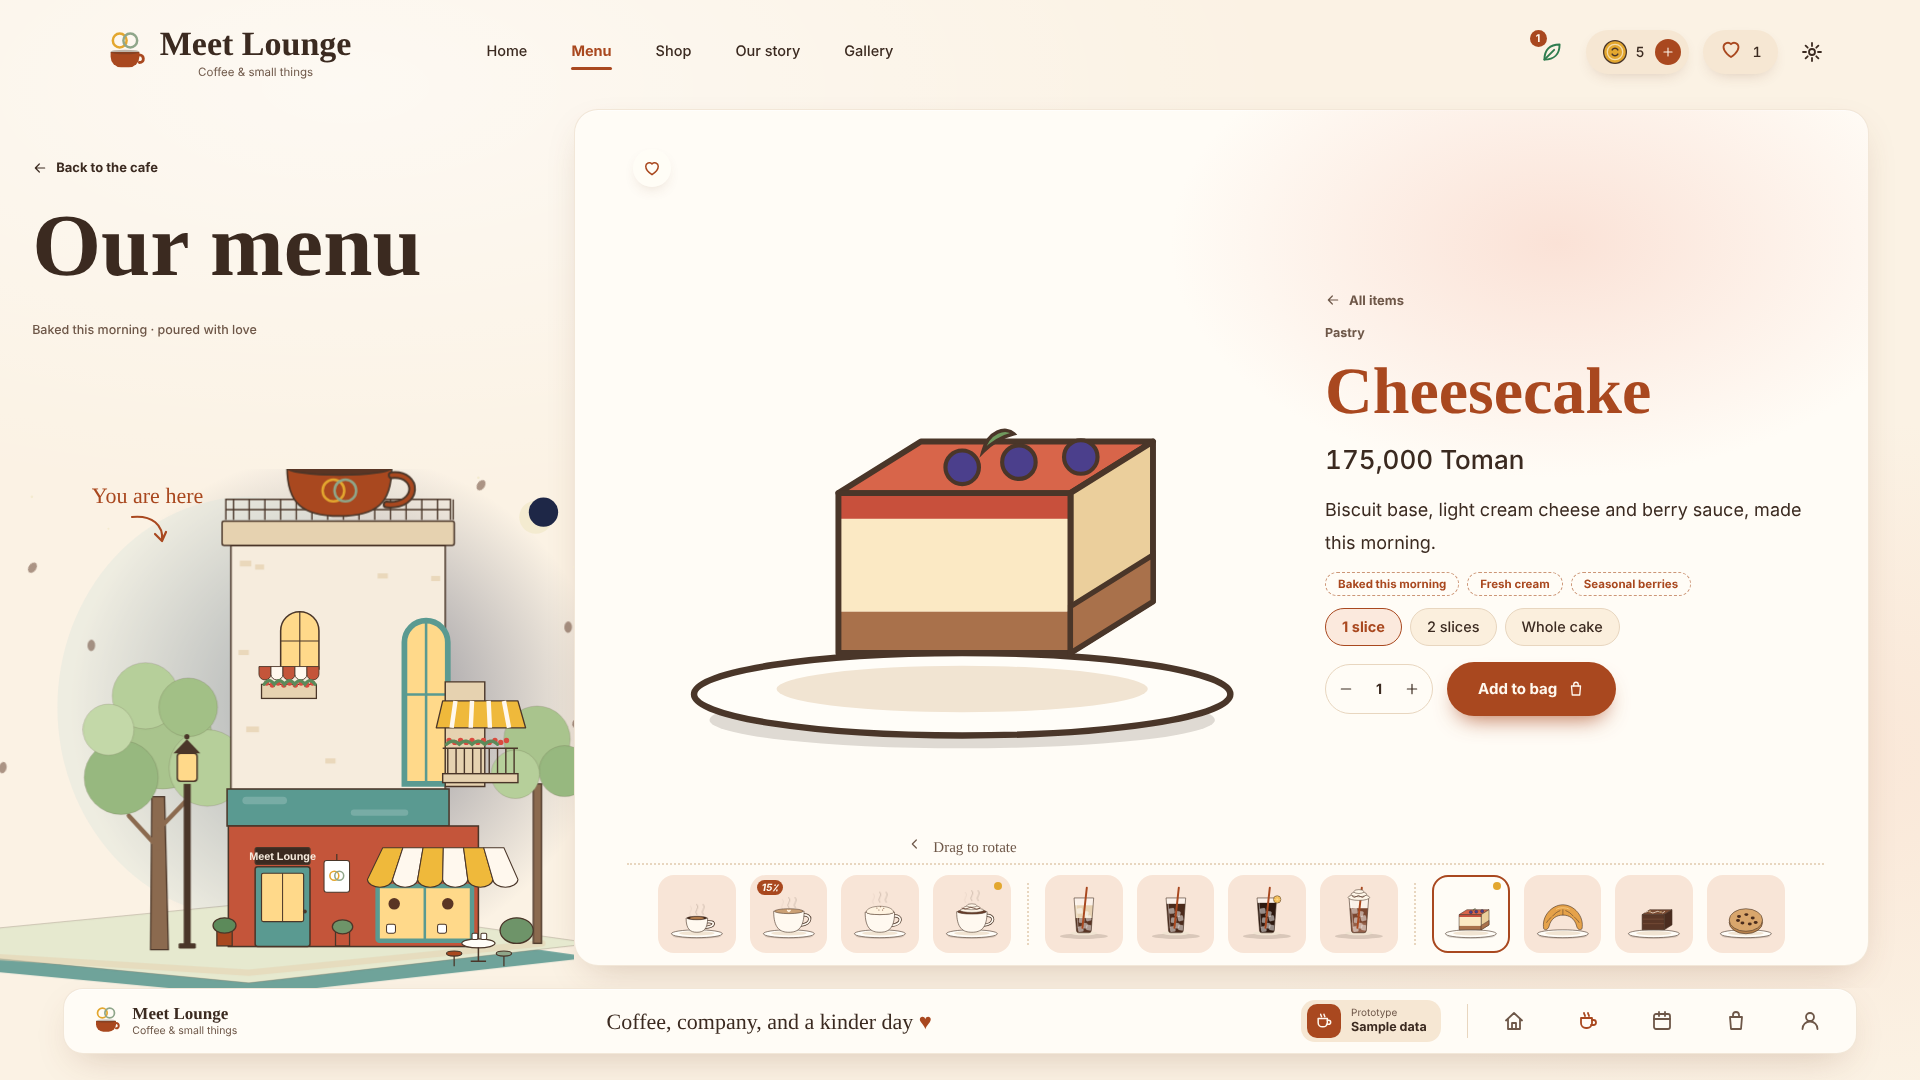 Meet Lounge
Coffee & small things
Home
Menu
Shop
Our story
Gallery
1
5
1
Back to the cafe
Our menu
Baked this morning · poured with love
You are here
Meet Lounge
All items
Pastry
Cheesecake
175,000 Toman
Biscuit base, light cream cheese and berry sauce, made
this morning.
Baked this morning
Fresh cream
Seasonal berries
1 slice
2 slices
Whole cake
1
Add to bag
Drag to rotate
15%
Meet Lounge
Coffee & small things
Coffee, company, and a kinder day ♥
Prototype
Sample data